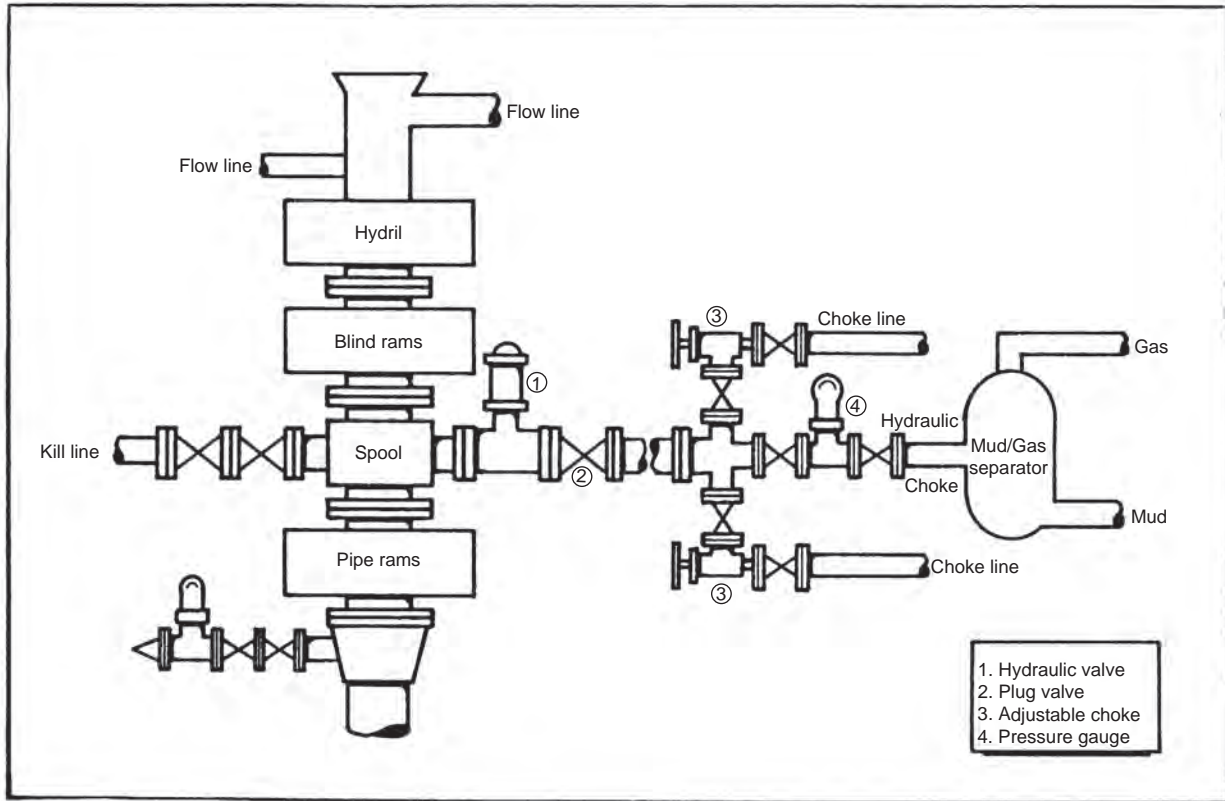 Flow line
Flow line
Hydril
Blind rams
Kill line
Spool
Pipe rams
①
②
③
Choke line
④
Hydraulic
Choke
Gas
Mud/Gas
separator
Mud
③
Choke line
1. Hydraulic valve
2. Plug valve
3. Adjustable choke
4. Pressure gauge